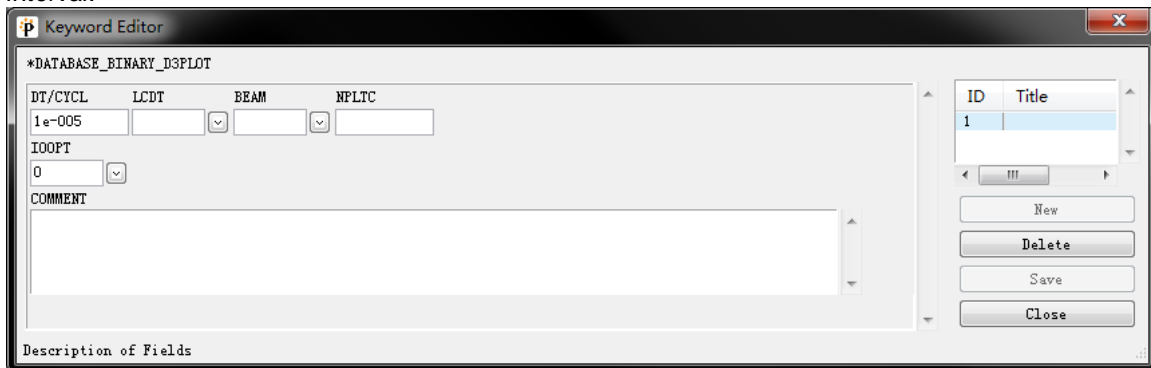 Interval.
Keyword Editor
*DATABASE_BINARY_D3PLOT
DT/CYCL LCDT BEAM NPLTC
1e-005
IOOPT
0
COMMENT
ID Title
1
New
Delete
Save
Close
Description of Fields